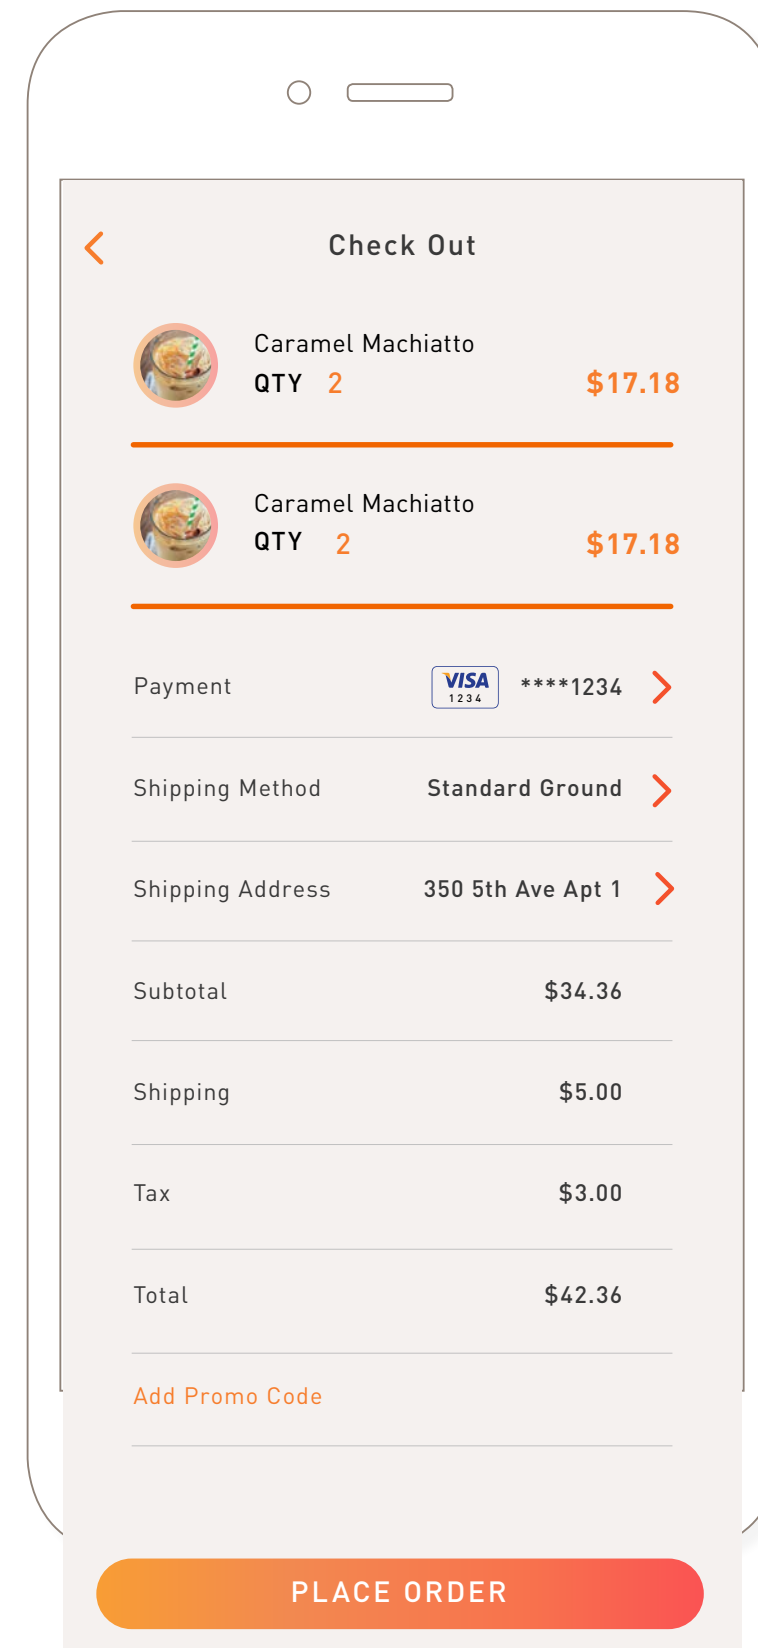 Check Out
Caramel Machiatto
QTY 2 $17.18
Caramel Machiatto
QTY 2 $17.18
Payment VISA 1234 ****1234
Shipping Method Standard Ground
Shipping Address 350 5th Ave Apt 1
Subtotal $34.36
Shipping $5.00
Tax $3.00
Total $42.36
Add Promo Code
PLACE ORDER